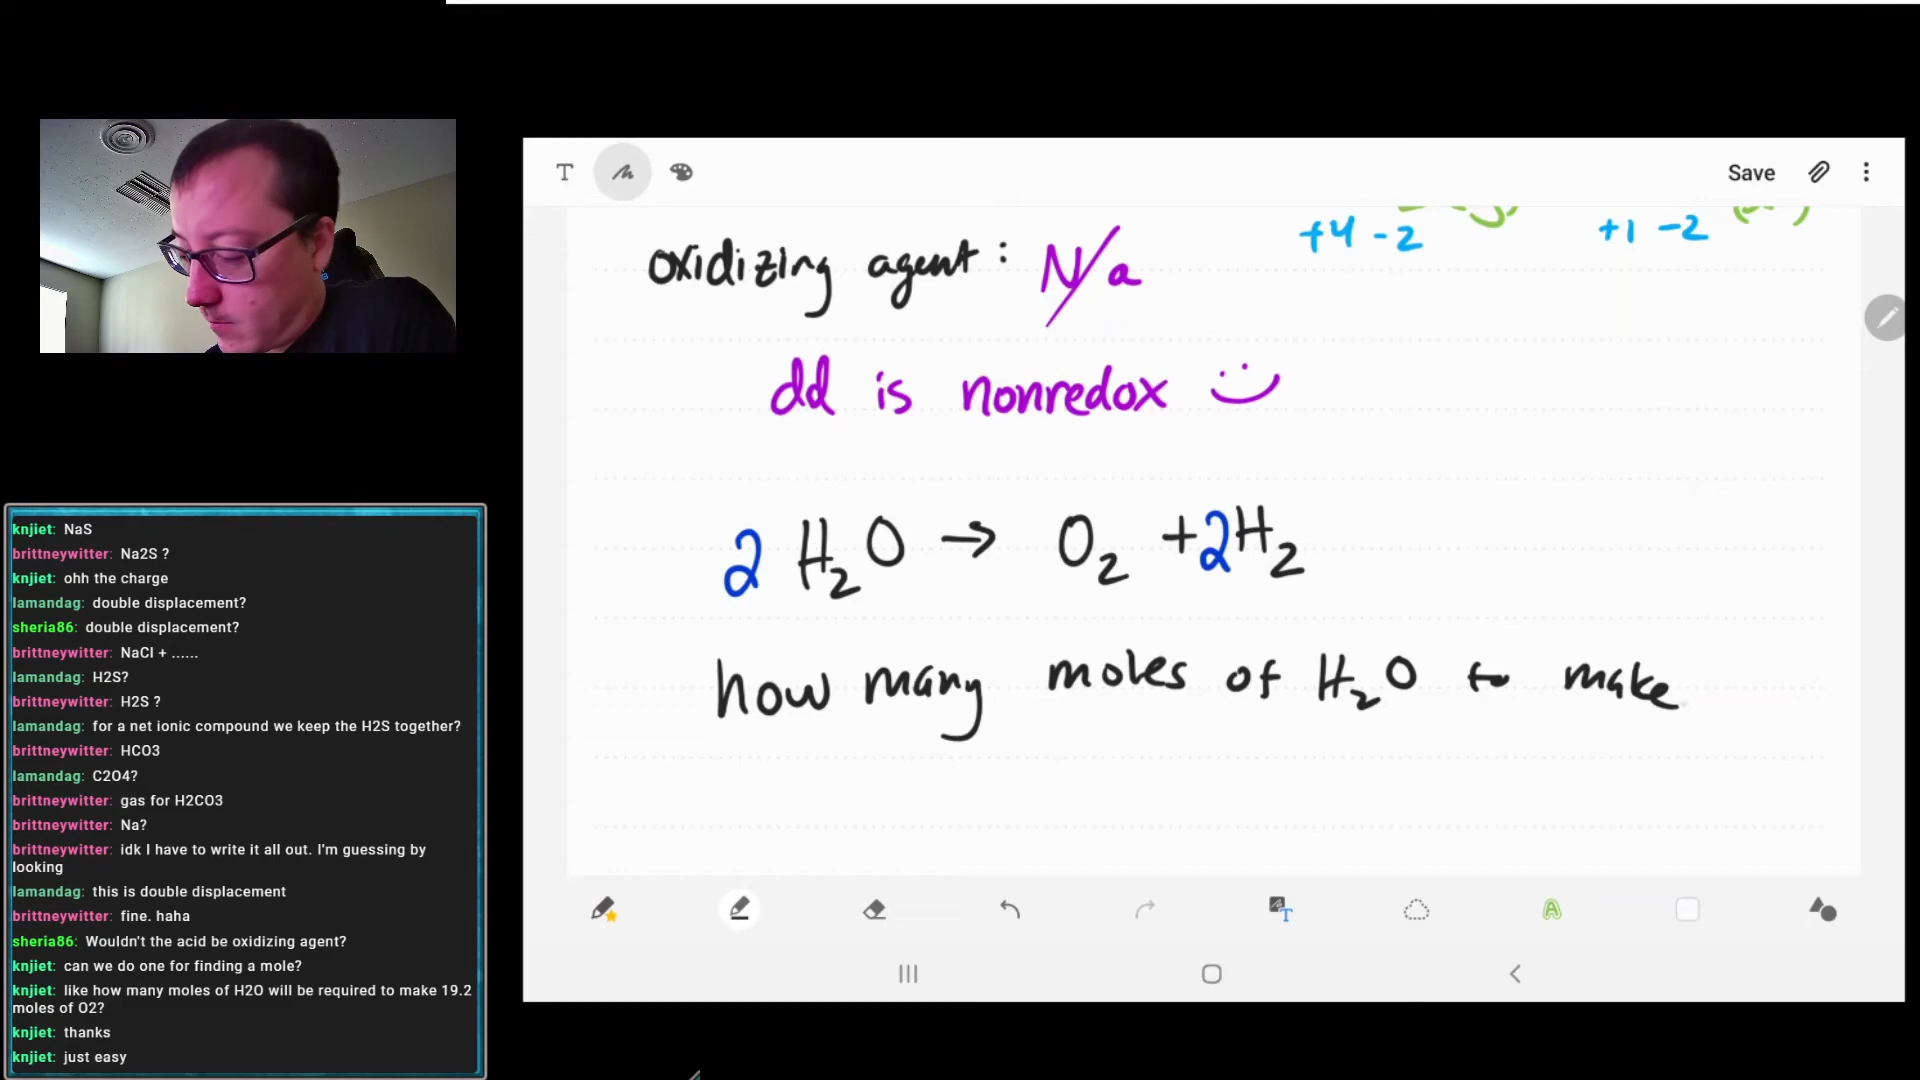 T
Save
+4 -2 +1 -2
oxidizing agent: N/a
dd is nonredox
2 H2O → O2 + 2H2
how many moles of H2O to make
knjiet: NaS
brittneywitter: Na2S ?
knjiet: ohh the charge
lamandag: double displacement?
sheria86: double displacement?
brittneywitter: NaCl + ......
lamandag: H2S?
brittneywitter: H2S ?
lamandag: for a net ionic compound we keep the H2S together?
brittneywitter: HCO3
lamandag: C2O4?
brittneywitter: gas for H2CO3
brittneywitter: Na?
brittneywitter: idk I have to write it all out. I'm guessing by
looking
lamandag: this is double displacement
brittneywitter: fine. haha
sheria86: Wouldn't the acid be oxidizing agent?
knjiet: can we do one for finding a mole?
knjiet: like how many moles of H2O will be required to make 19.2
moles of O2?
knjiet: thanks
knjiet: just easy